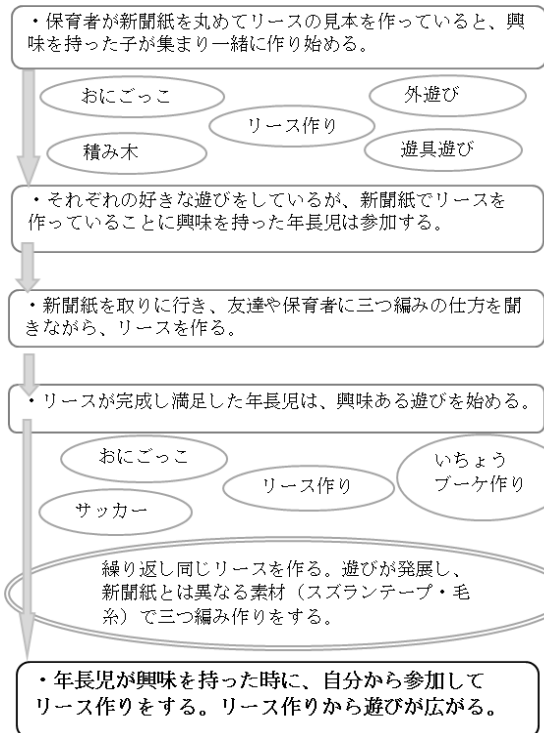 ・保育者が新聞紙を丸めてリースの見本を作っていると、興
味を持った子が集まり一緒に作り始める。
おにごっこ
外遊び
リース作り
積み木
遊具遊び
・それぞれの好きな遊びをしているが、新聞紙でリースを
作っていることに興味を持った年長児は参加する。
・新聞紙を取りに行き、友達や保育者に三つ編みの仕方を聞
きながら、リースを作る。
・リースが完成し満足した年長児は、興味ある遊びを始める。
おにごっこ
いちょう
ブーケ作り
リース作り
サッカー
繰り返し同じリースを作る。遊びが発展し、
新聞紙とは異なる素材（スズランテープ・毛
糸）で三つ編み作りをする。
・年長児が興味を持った時に、自分から参加して
リース作りをする。リース作りから遊びが広がる。